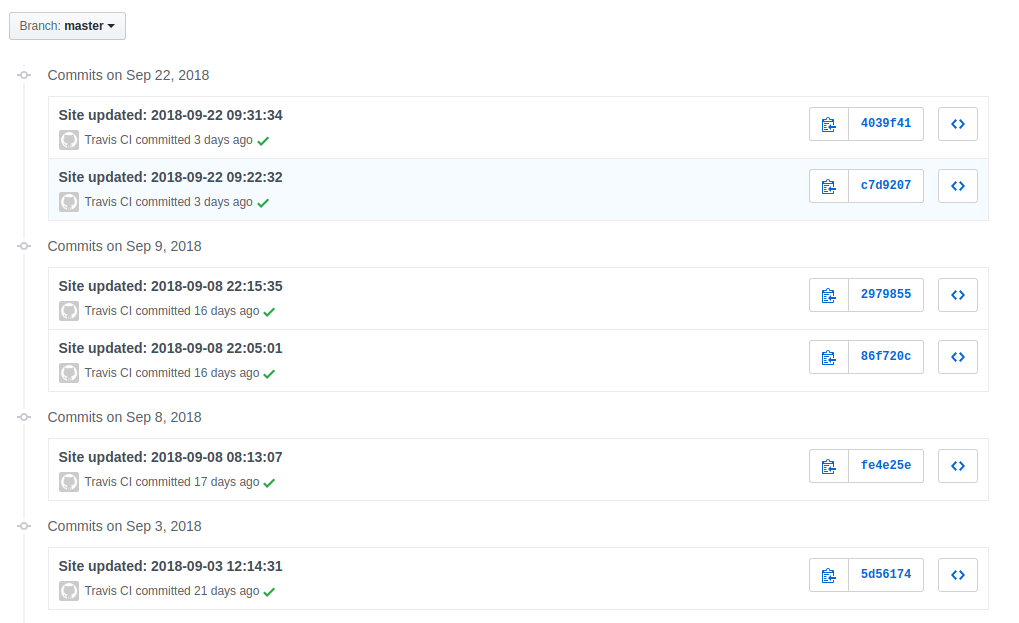 Branch: master
Commits on Sep 22, 2018
Site updated: 2018-09-22 09:31:34
4039f41
Travis CI committed 3 days ago
Site updated: 2018-09-22 09:22:32
c7d9207
Travis CI committed 3 days ago
Commits on Sep 9, 2018
Site updated: 2018-09-08 22:15:35
2979855
Travis CI committed 16 days ago
Site updated: 2018-09-08 22:05:01
86f720c
Travis CI committed 16 days ago
Commits on Sep 8, 2018
Site updated: 2018-09-08 08:13:07
fe4e25e
Travis CI committed 17 days ago
Commits on Sep 3, 2018
Site updated: 2018-09-03 12:14:31
5d56174
Travis CI committed 21 days ago